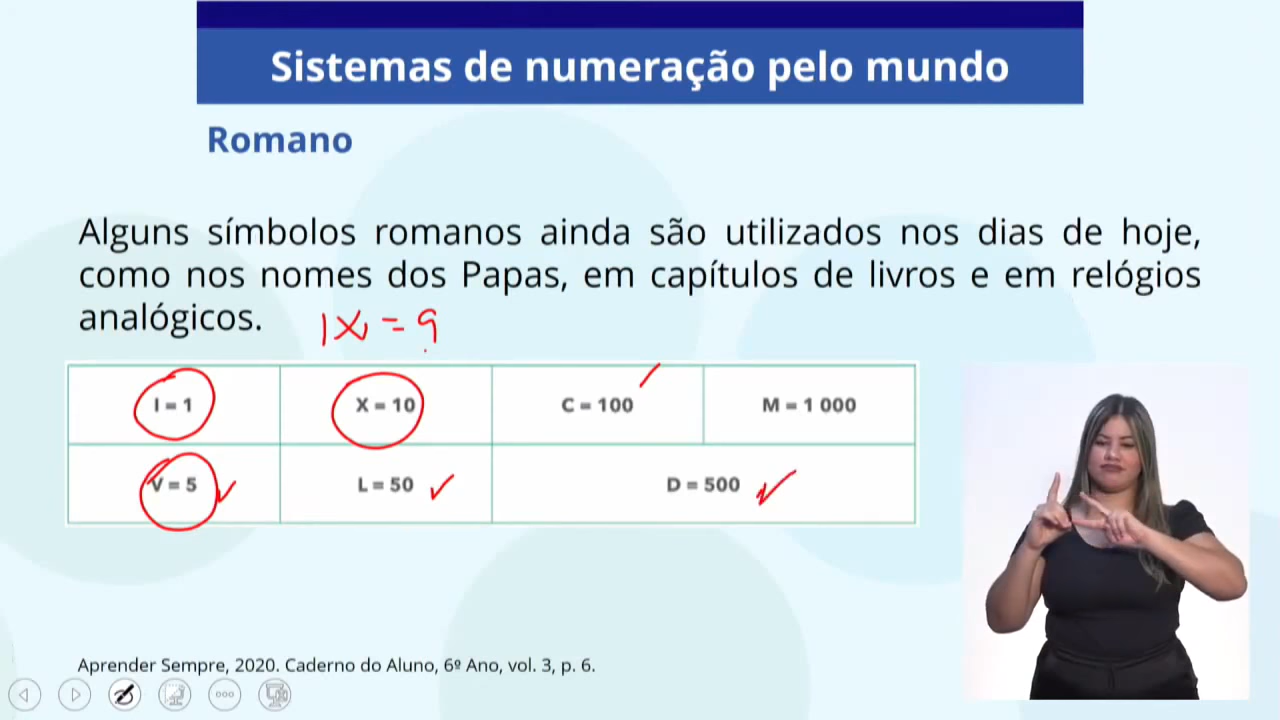 Sistemas de numeração pelo mundo
Romano
Alguns símbolos romanos ainda são utilizados nos dias de hoje,
como nos nomes dos Papas, em capítulos de livros e em relógios
analógicos.
IX = 9
I = 1 X = 10 C = 100 M = 1 000
V = 5 L = 50 D = 500
Aprender Sempre, 2020. Caderno do Aluno, 6º Ano, vol. 3, p. 6.